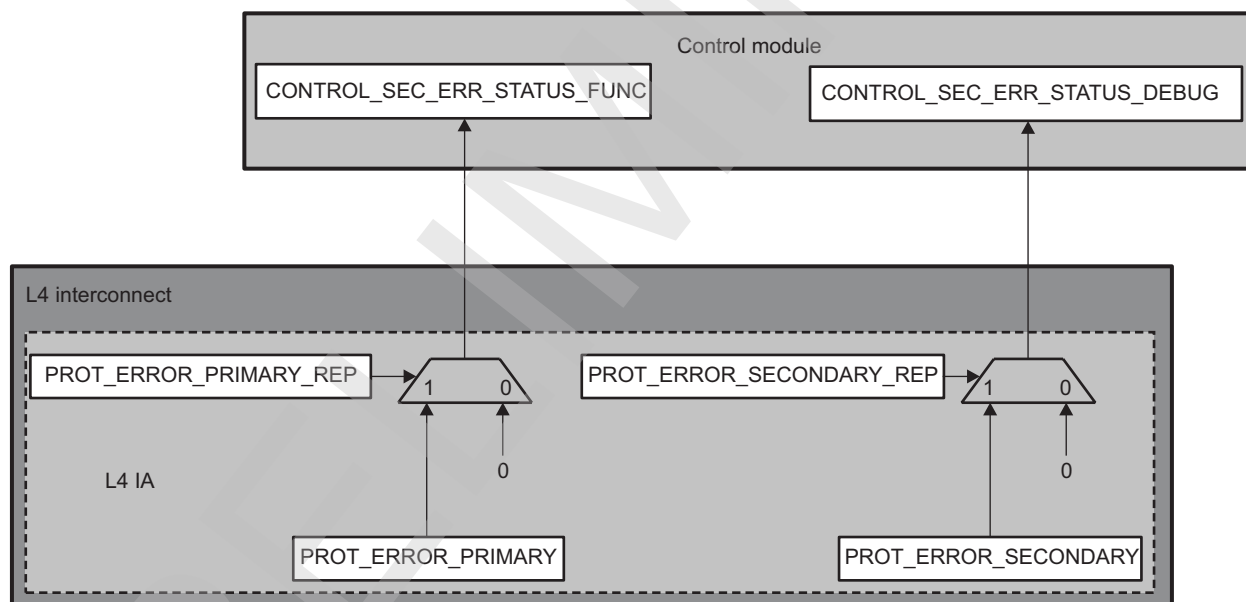 Control module
CONTROL_SEC_ERR_STATUS_FUNC
CONTROL_SEC_ERR_STATUS_DEBUG
L4 interconnect
PROT_ERROR_PRIMARY_REP
1 0
PROT_ERROR_SECONDARY_REP
1 0
L4 IA
0
0
PROT_ERROR_PRIMARY
PROT_ERROR_SECONDARY